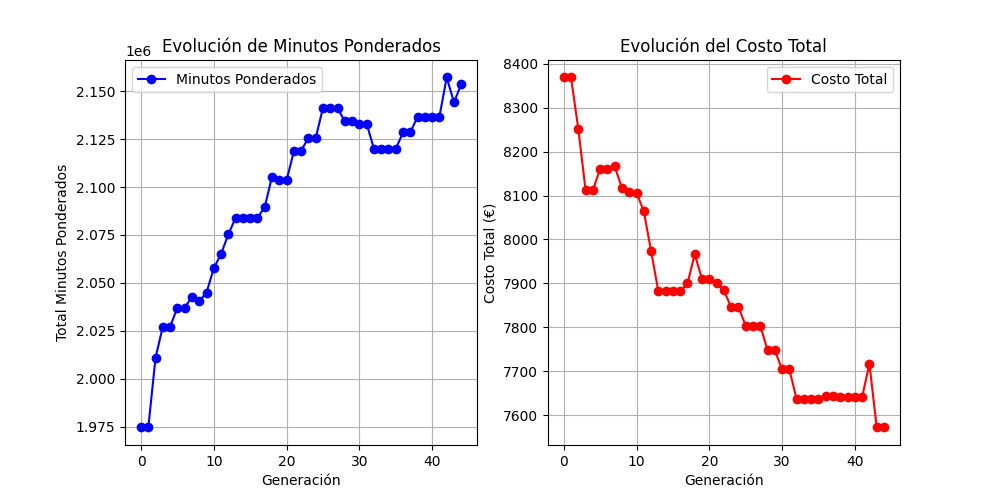 Evolución de Minutos Ponderados
1e6
Minutos Ponderados
2.150
2.125
2.100
2.075
2.050
2.025
2.000
1.975
Total Minutos Ponderados
0 10 20 30 40
Generación
Evolución del Costo Total
Costo Total
8400
8300
8200
8100
8000
7900
7800
7700
7600
Costo Total (€)
0 10 20 30 40
Generación